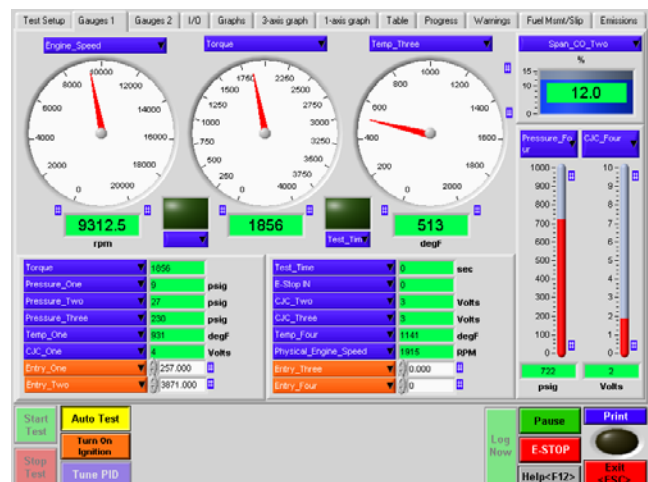 Test Setup Gauges 1 Gauges 2 I/O Graphs 3-axis graph 1-axis graph Table Progress Warnings Fuel Msmt/Slip Emissions
Engine_Speed Torque Temp_Three Span_CO_Two
%
15
10
0
12.0
0 2000 4000 6000 8000 10000 12000 14000 16000 18000 20000
0 250 500 750 1000 1250 1500 1750 2250 2500 2750 3000 3250 3500 3750 4000
0 200 400 600 800 1000 1200 1400 1600 2000
9312.5 1856 513
rpm Test_Tim degF
Pressure_Fo
ur
CJC_Four
1000 900 800 700 600 500 400 300 200 100 0
10 9 8 7 6 5 4 3 2 1 0
722 2
psig Volts
Torque 1856
Pressure_One 9 psig
Pressure_Two 27 psig
Pressure_Three 230 psig
Temp_One 931 degF
CJC_One 4 Volts
Entry_One 257.000
Entry_Two 3871.000
Test_Time 0 sec
E-Stop IN 0
CJC_Two 3 Volts
CJC_Three 3 Volts
Temp_Four 1141 degF
Physical_Engine_Speed 1915 RPM
Entry_Three 0.000
Entry_Four 0
Start
Test
Auto Test
Turn On
Ignition
Stop
Test
Tune PID
Log
Now
Pause
E-STOP
Help<F12>
Print
Exit
<ESC>